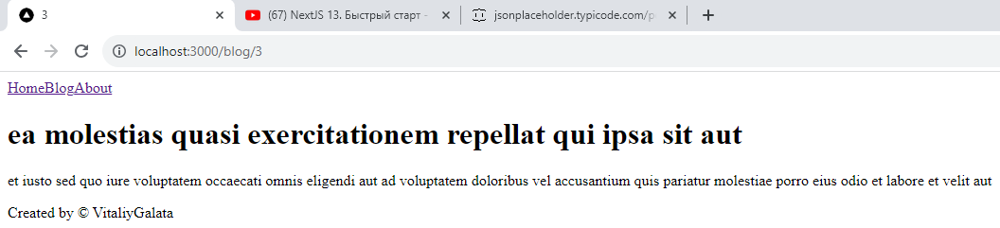 3
(67) NextJS 13. Быстрый старт -
jsonplaceholder.typicode.com/p
localhost:3000/blog/3
HomeBlogAbout
ea molestias quasi exercitationem repellat qui ipsa sit aut
et iusto sed quo iure voluptatem occaecati omnis eligendi aut ad voluptatem doloribus vel accusantium quis pariatur molestiae porro eius odio et labore et velit aut
Created by © VitaliyGalata